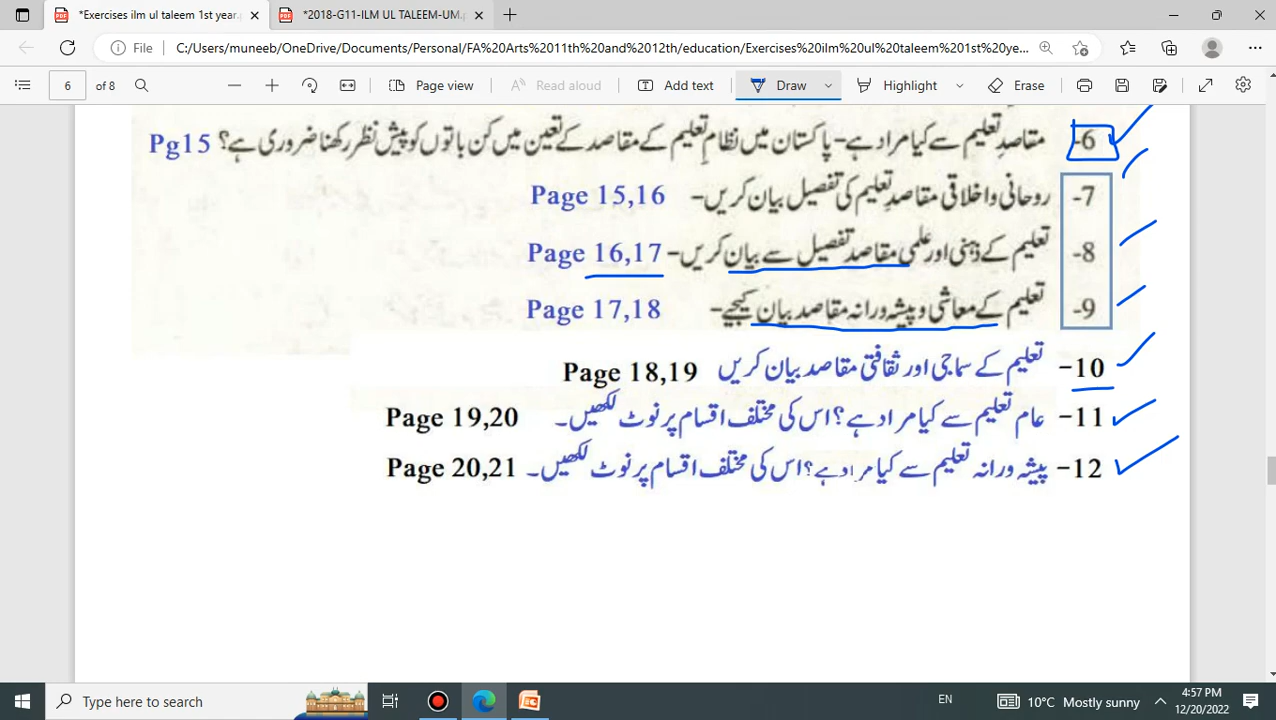 *Exercises ilm ul taleem 1st year.
*2018-G11-ILM UL TALEEM-UM.p
File C:/Users/muneeb/OneDrive/Documents/Personal/FA%20Arts%2011th%20and%2012th/education/Exercises%20ilm%20ul%20taleem%201st%20ye...
6 of 8 Page view Read aloud Add text Draw Highlight Erase
6- مقاصدِ تعلیم سے کیا مراد ہے- پاکستان میں نظامِ تعلیم کے مقاصد کے تعین میں کن باتوں کو پیش نظر رکھنا ضروری ہے؟ Pg15
7- روحانی و اخلاقی مقاصدِ تعلیم کی تفصیل بیان کریں- Page 15,16
8- تعلیم کے ذہنی اور علمی مقاصد تفصیل سے بیان کریں- Page 16,17
9- تعلیم کے معاشی و پیشہ ورانہ مقاصد بیان کیجیے- Page 17,18
10- تعلیم کے سماجی اور ثقافتی مقاصد بیان کریں Page 18,19
11- عام تعلیم سے کیا مراد ہے؟ اس کی مختلف اقسام پر نوٹ لکھیں۔ Page 19,20
12- پیشہ ورانہ تعلیم سے کیا مراد ہے؟ اس کی مختلف اقسام پر نوٹ لکھیں۔ Page 20,21
Type here to search
EN
10°C Mostly sunny
4:57 PM
12/20/2022